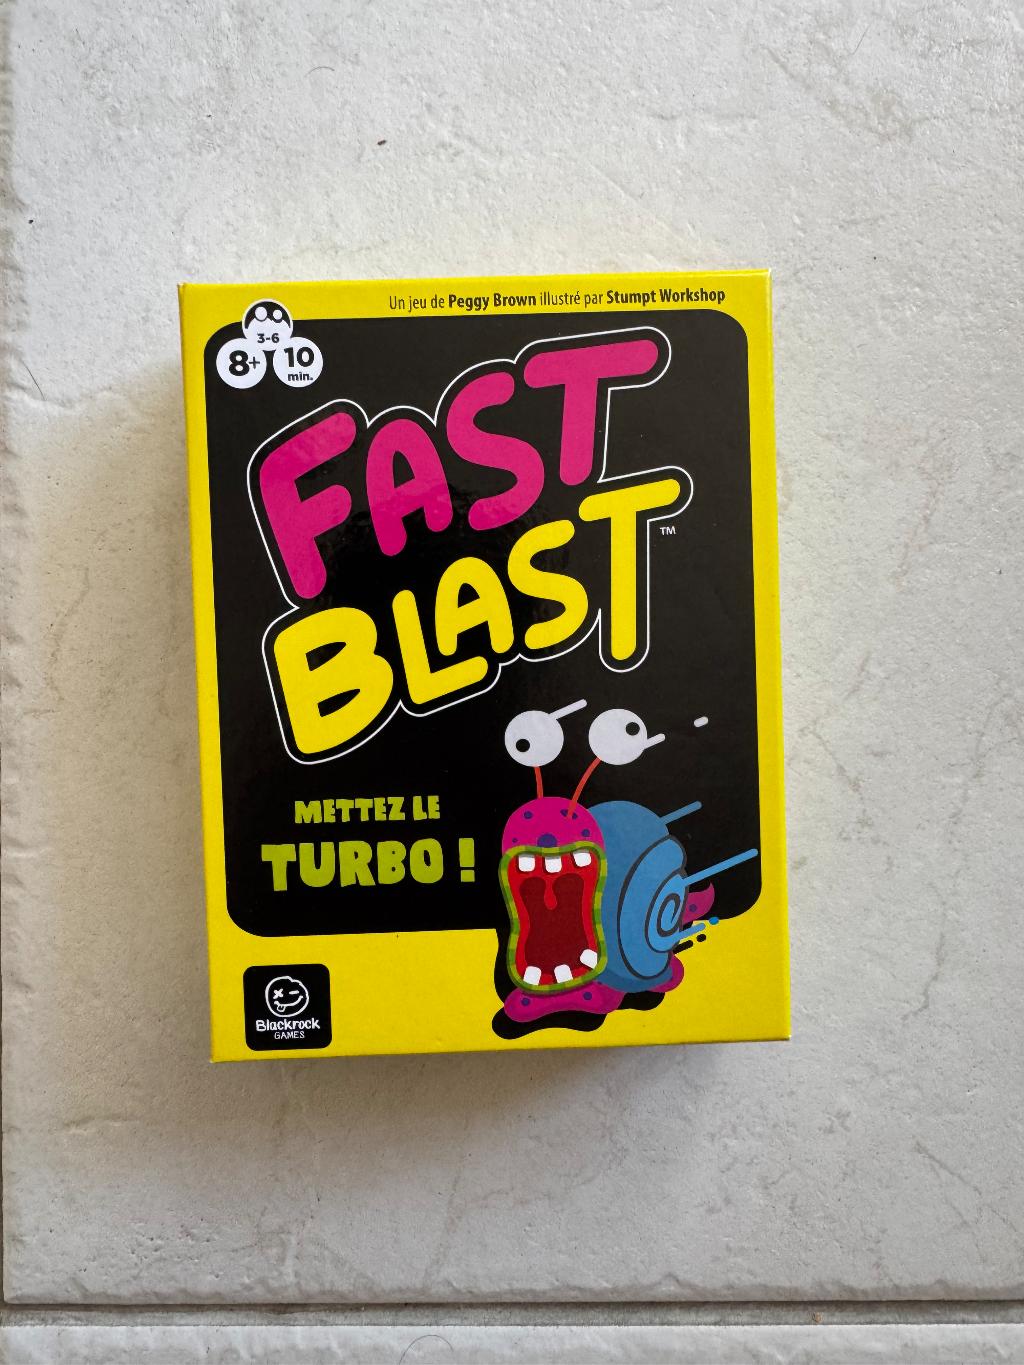 Un jeu de Peggy Brown illustré par Stumpt Workshop
3-6
8+
10
min.
FAST
BLAST
™
METTEZ LE
TURBO !
Blackrock
GAMES